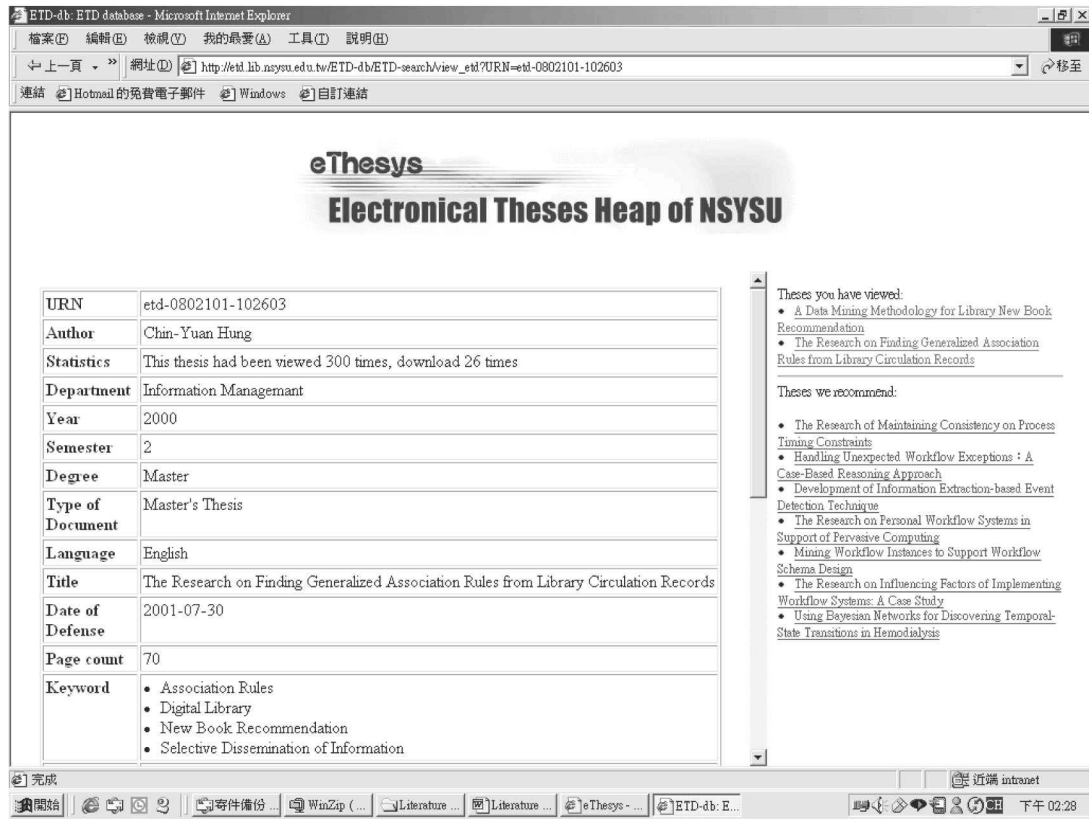 ETD-db: ETD database - Microsoft Internet Explorer
檔案(F) 編輯(E) 檢視(V) 我的最愛(A) 工具(T) 說明(H)
上一頁 » 網址(D) http://etd.lib.nsysu.edu.tw/ETD-db/ETD-search/view_etd?URN=etd-0802101-102603 移至
連結 Hotmail 的免費電子郵件 Windows 自訂連結
eThesys
Electronical Theses Heap of NSYSU
URN etd-0802101-102603
Author Chin-Yuan Hung
Statistics This thesis had been viewed 300 times, download 26 times
Department Information Managemant
Year 2000
Semester 2
Degree Master
Type of Master's Thesis
Document
Language English
Title The Research on Finding Generalized Association Rules from Library Circulation Records
Date of 2001-07-30
Defense
Page count 70
Keyword • Association Rules
• Digital Library
• New Book Recommendation
• Selective Dissemination of Information
Theses you have viewed:
• A Data Mining Methodology for Library New Book
Recommendation
• The Research on Finding Generalized Association
Rules from Library Circulation Records
Theses we recommend:
• The Research of Maintaining Consistency on Process
Timing Constraints
• Handling Unexpected Workflow Exceptions：A
Case-Based Reasoning Approach
• Development of Information Extraction-based Event
Detection Technique
• The Research on Personal Workflow Systems in
Support of Pervasive Computing
• Mining Workflow Instances to Support Workflow
Schema Design
• The Research on Influencing Factors of Implementing
Workflow Systems: A Case Study
• Using Bayesian Networks for Discovering Temporal-
State Transitions in Hemodialysis
完成 近端 intranet
開始 寄件備份 ... WinZip (... Literature ... Literature ... eThesys - ... ETD-db: E... CH 下午 02:28